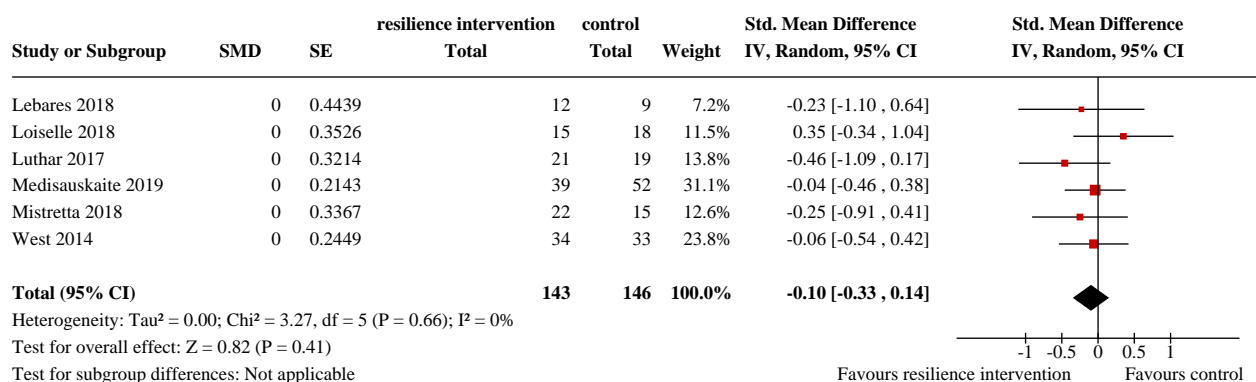 resilience intervention control Std. Mean Difference Std. Mean Difference
Study or Subgroup SMD SE Total Total Weight IV, Random, 95% CI IV, Random, 95% CI
Lebares 2018 0 0.4439 12 9 7.2% -0.23 [-1.10 , 0.64]
Loiselle 2018 0 0.3526 15 18 11.5% 0.35 [-0.34 , 1.04]
Luthar 2017 0 0.3214 21 19 13.8% -0.46 [-1.09 , 0.17]
Medisauskaite 2019 0 0.2143 39 52 31.1% -0.04 [-0.46 , 0.38]
Mistretta 2018 0 0.3367 22 15 12.6% -0.25 [-0.91 , 0.41]
West 2014 0 0.2449 34 33 23.8% -0.06 [-0.54 , 0.42]
Total (95% CI) 143 146 100.0% -0.10 [-0.33 , 0.14]
Heterogeneity: Tau² = 0.00; Chi² = 3.27, df = 5 (P = 0.66); I² = 0%
Test for overall effect: Z = 0.82 (P = 0.41) -1 -0.5 0 0.5 1
Test for subgroup differences: Not applicable Favours resilience intervention Favours control